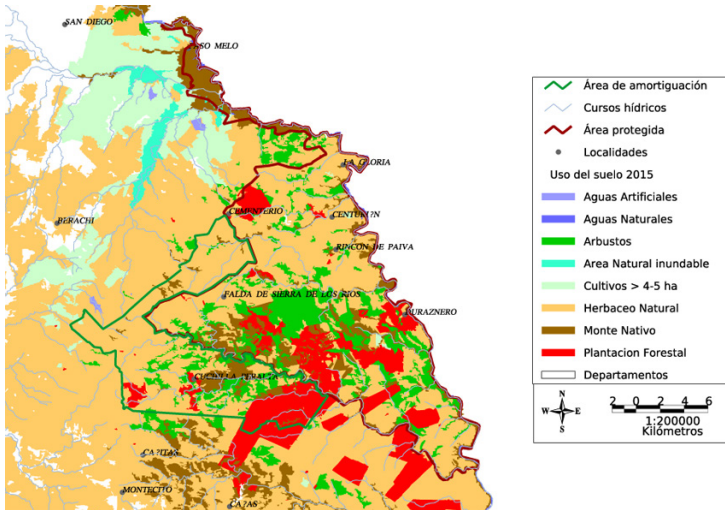 SAN DIEGO
SO MELO
LA GLORIA
BERACHI
CEMENTERIO
CENTURI?N
RINCON DE PAIVA
FALDA DE SIERRA DE LOS RIOS
DURAZNERO
CUCHILLA PERALTA
CA?ITAS
MONTECITO
CA?AS
Área de amortiguación
Cursos hídricos
Área protegida
Localidades
Uso del suelo 2015
Aguas Artificiales
Aguas Naturales
Arbustos
Area Natural inundable
Cultivos > 4-5 ha
Herbaceo Natural
Monte Nativo
Plantacion Forestal
Departamentos
N
W E
S
2 0 2 4 6
1:200000
Kilómetros